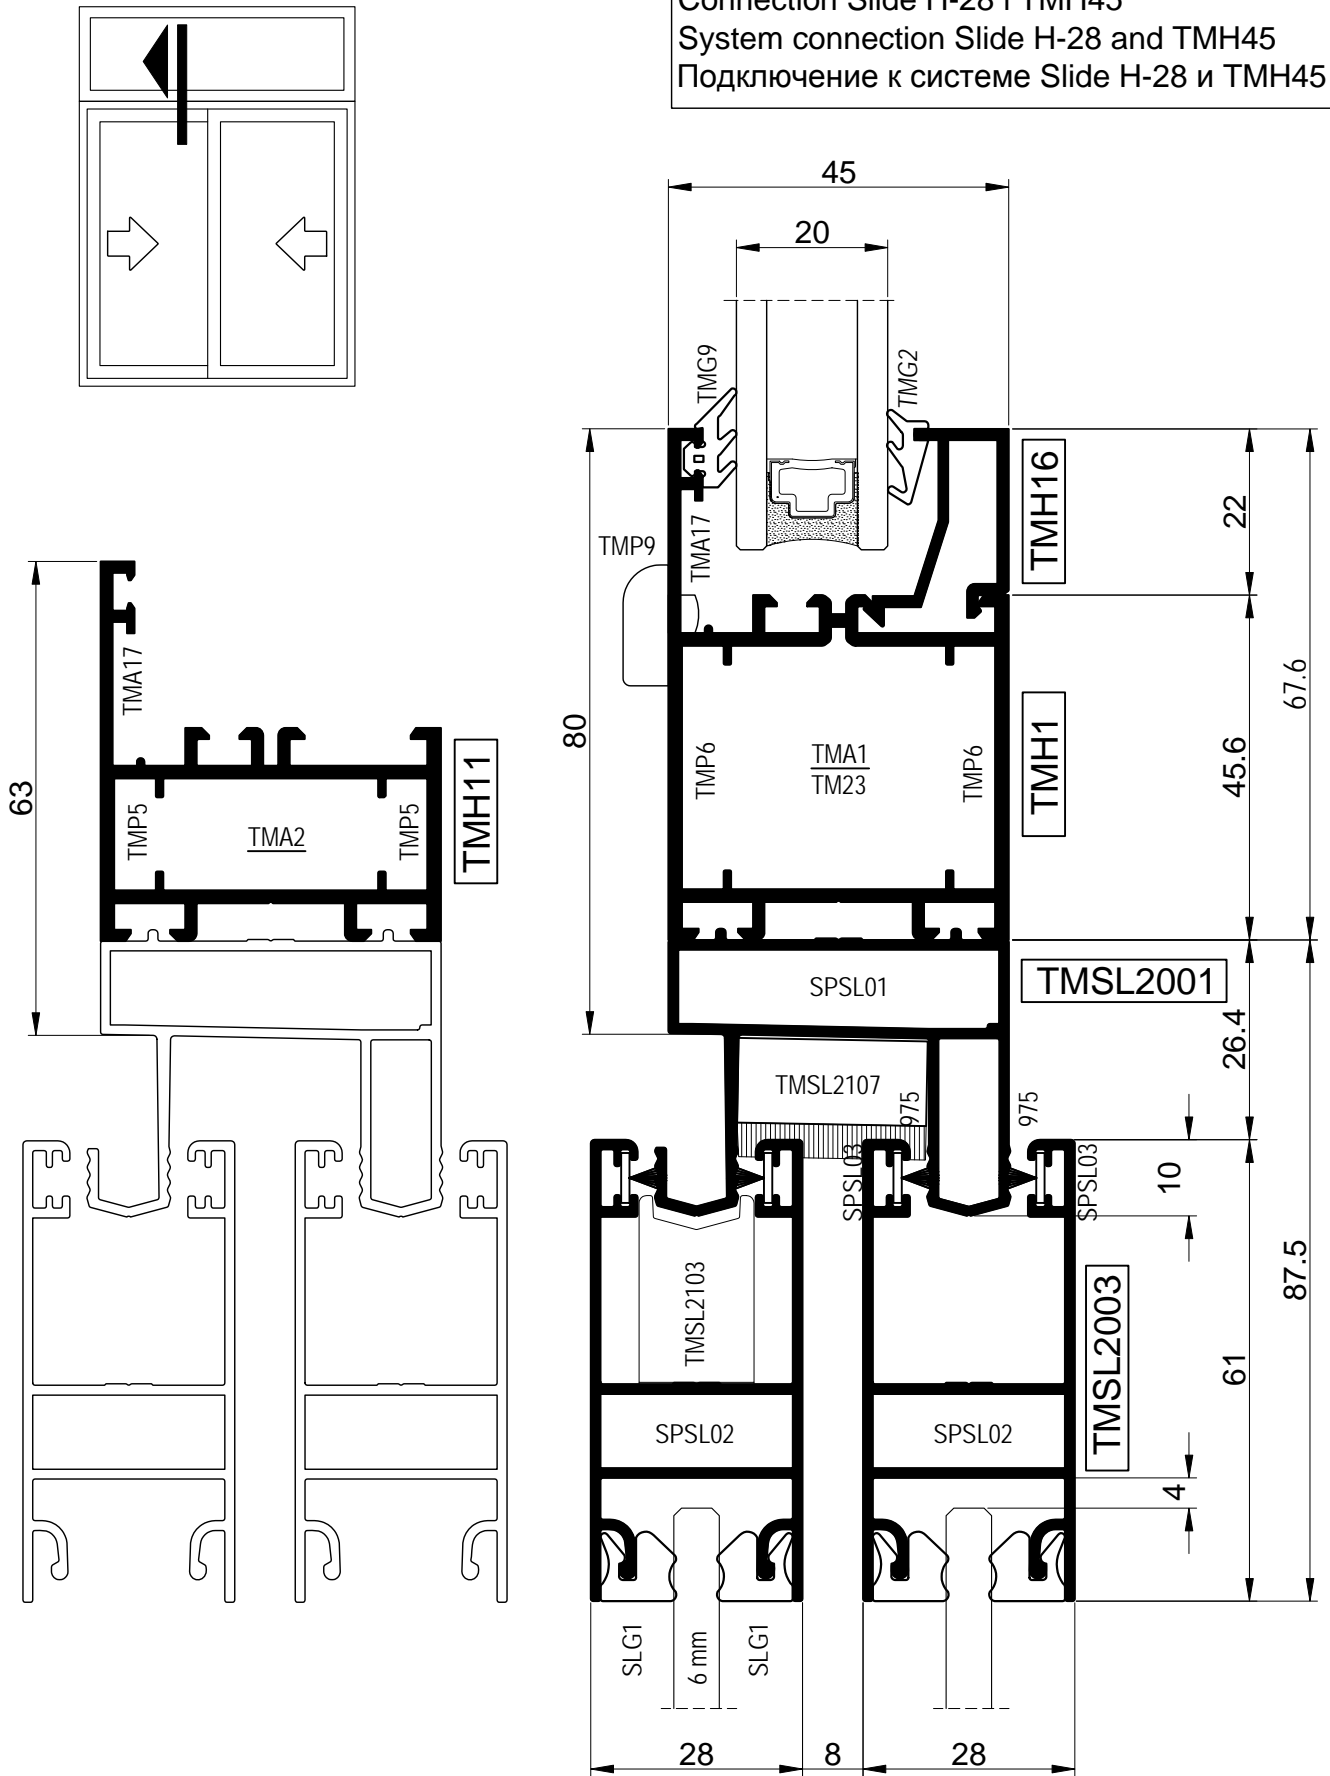 Connection Slide H-28 i TMH45
System connection Slide H-28 and TMH45
Подключение к системе Slide H-28 и TMH45
45
20
TMG9
TMG2
TMH16
22
TMP9
TMA17
TMA17
63
80
67.6
45.6
TMP6
TMA1
TM23
TMP6
TMH1
TMP5
TMA2
TMP5
TMH11
SPSL01
TMSL2001
26.4
TMSL2107
975
975
SPSL03
SPSL03
10
87.5
TMSL2103
TMSL2003
61
SPSL02
SPSL02
4
SLG1
6 mm
SLG1
28
8
28